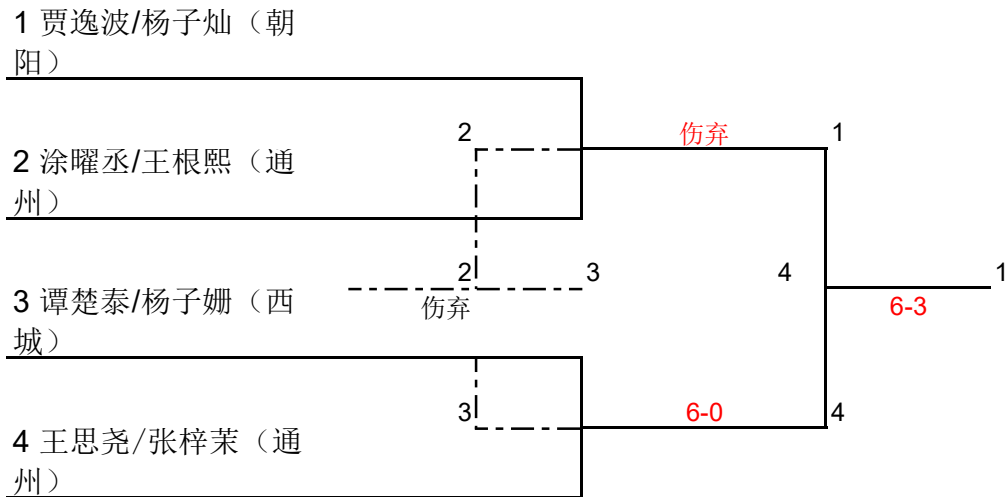 1 贾逸波/杨子灿（朝
阳）
2 伤弃 1
2 涂曜丞/王根熙（通
州）
2 3 4 1
伤弃 6-3
3 谭楚泰/杨子姗（西
城）
3 6-0 4
4 王思尧/张梓茉（通
州）